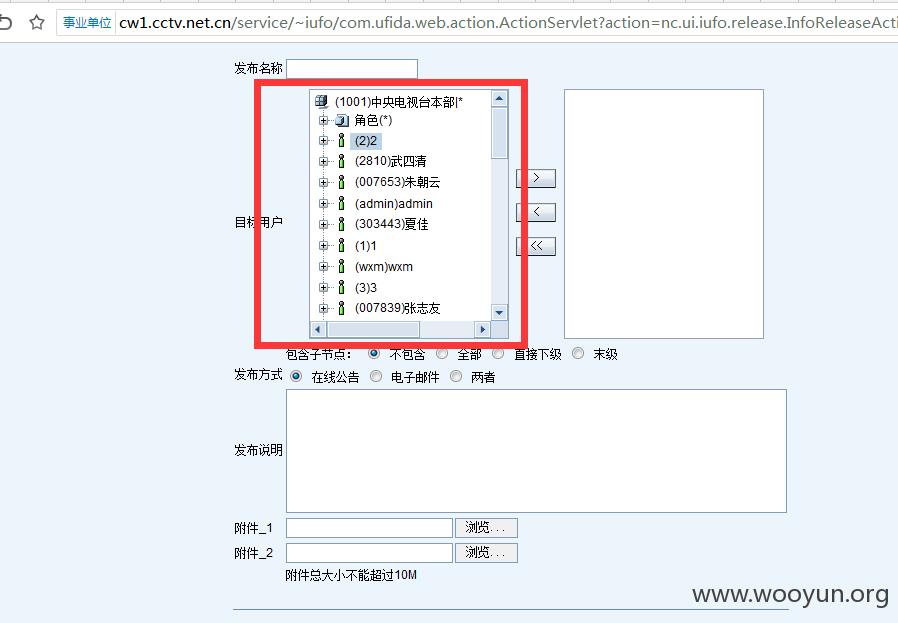 事业单位 cw1.cctv.net.cn/service/~iufo/com.ufida.web.action.ActionServlet?action=nc.ui.iufo.release.InfoReleaseActi
发布名称
目标用户
(1001)中央电视台本部|*
角色(*)
(2)2
(2810)武四清
(007653)朱朝云
(admin)admin
(303443)夏佳
(1)1
(wxm)wxm
(3)3
(007839)张志友
>
<
<<
包含子节点： 不包含 全部 直接下级 末级
发布方式 在线公告 电子邮件 两者
发布说明
附件_1 浏览...
附件_2 浏览...
附件总大小不能超过10M
www.wooyun.org